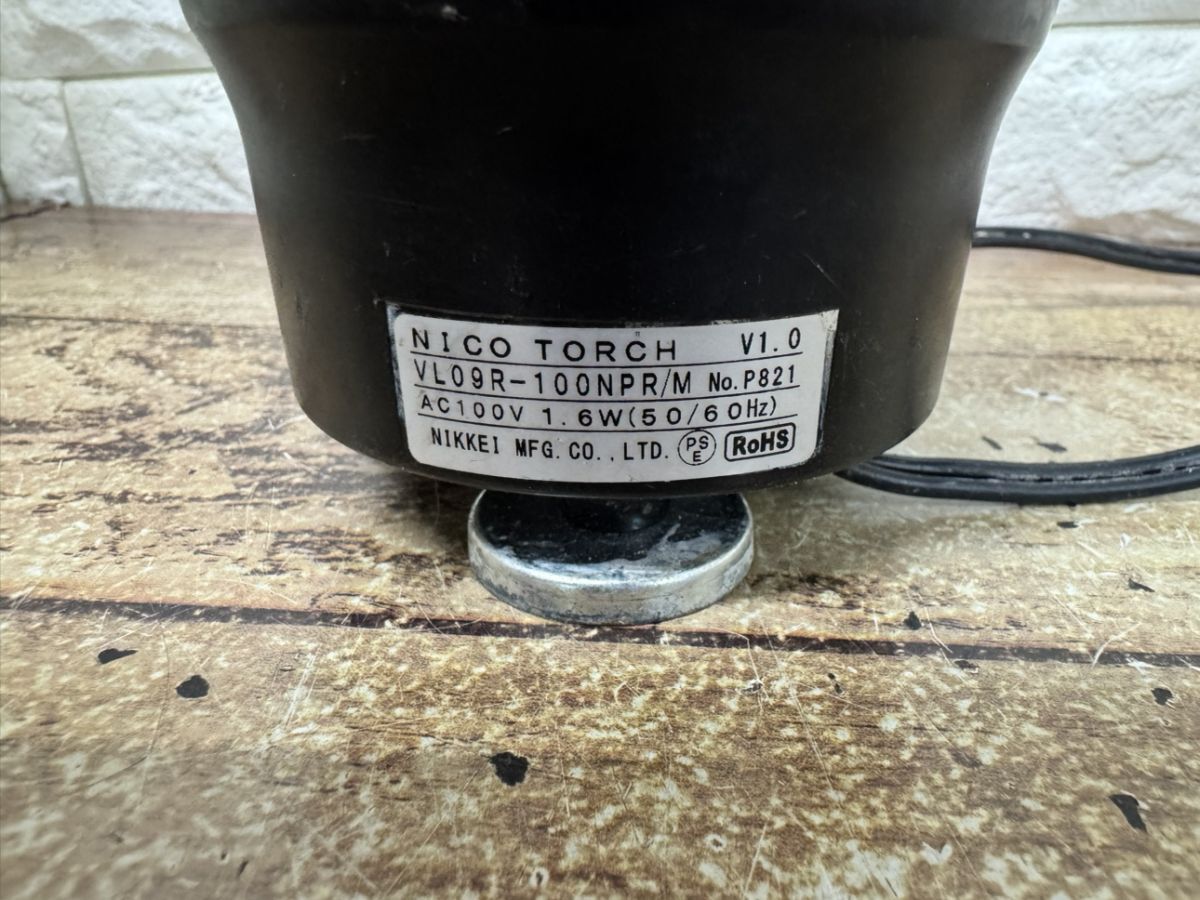 NICO TORCH V1.0
VL09R-100NPR/M No.P821
AC100V 1.6W(50/60Hz)
NIKKEI MFG.CO.,LTD. PSE RoHS